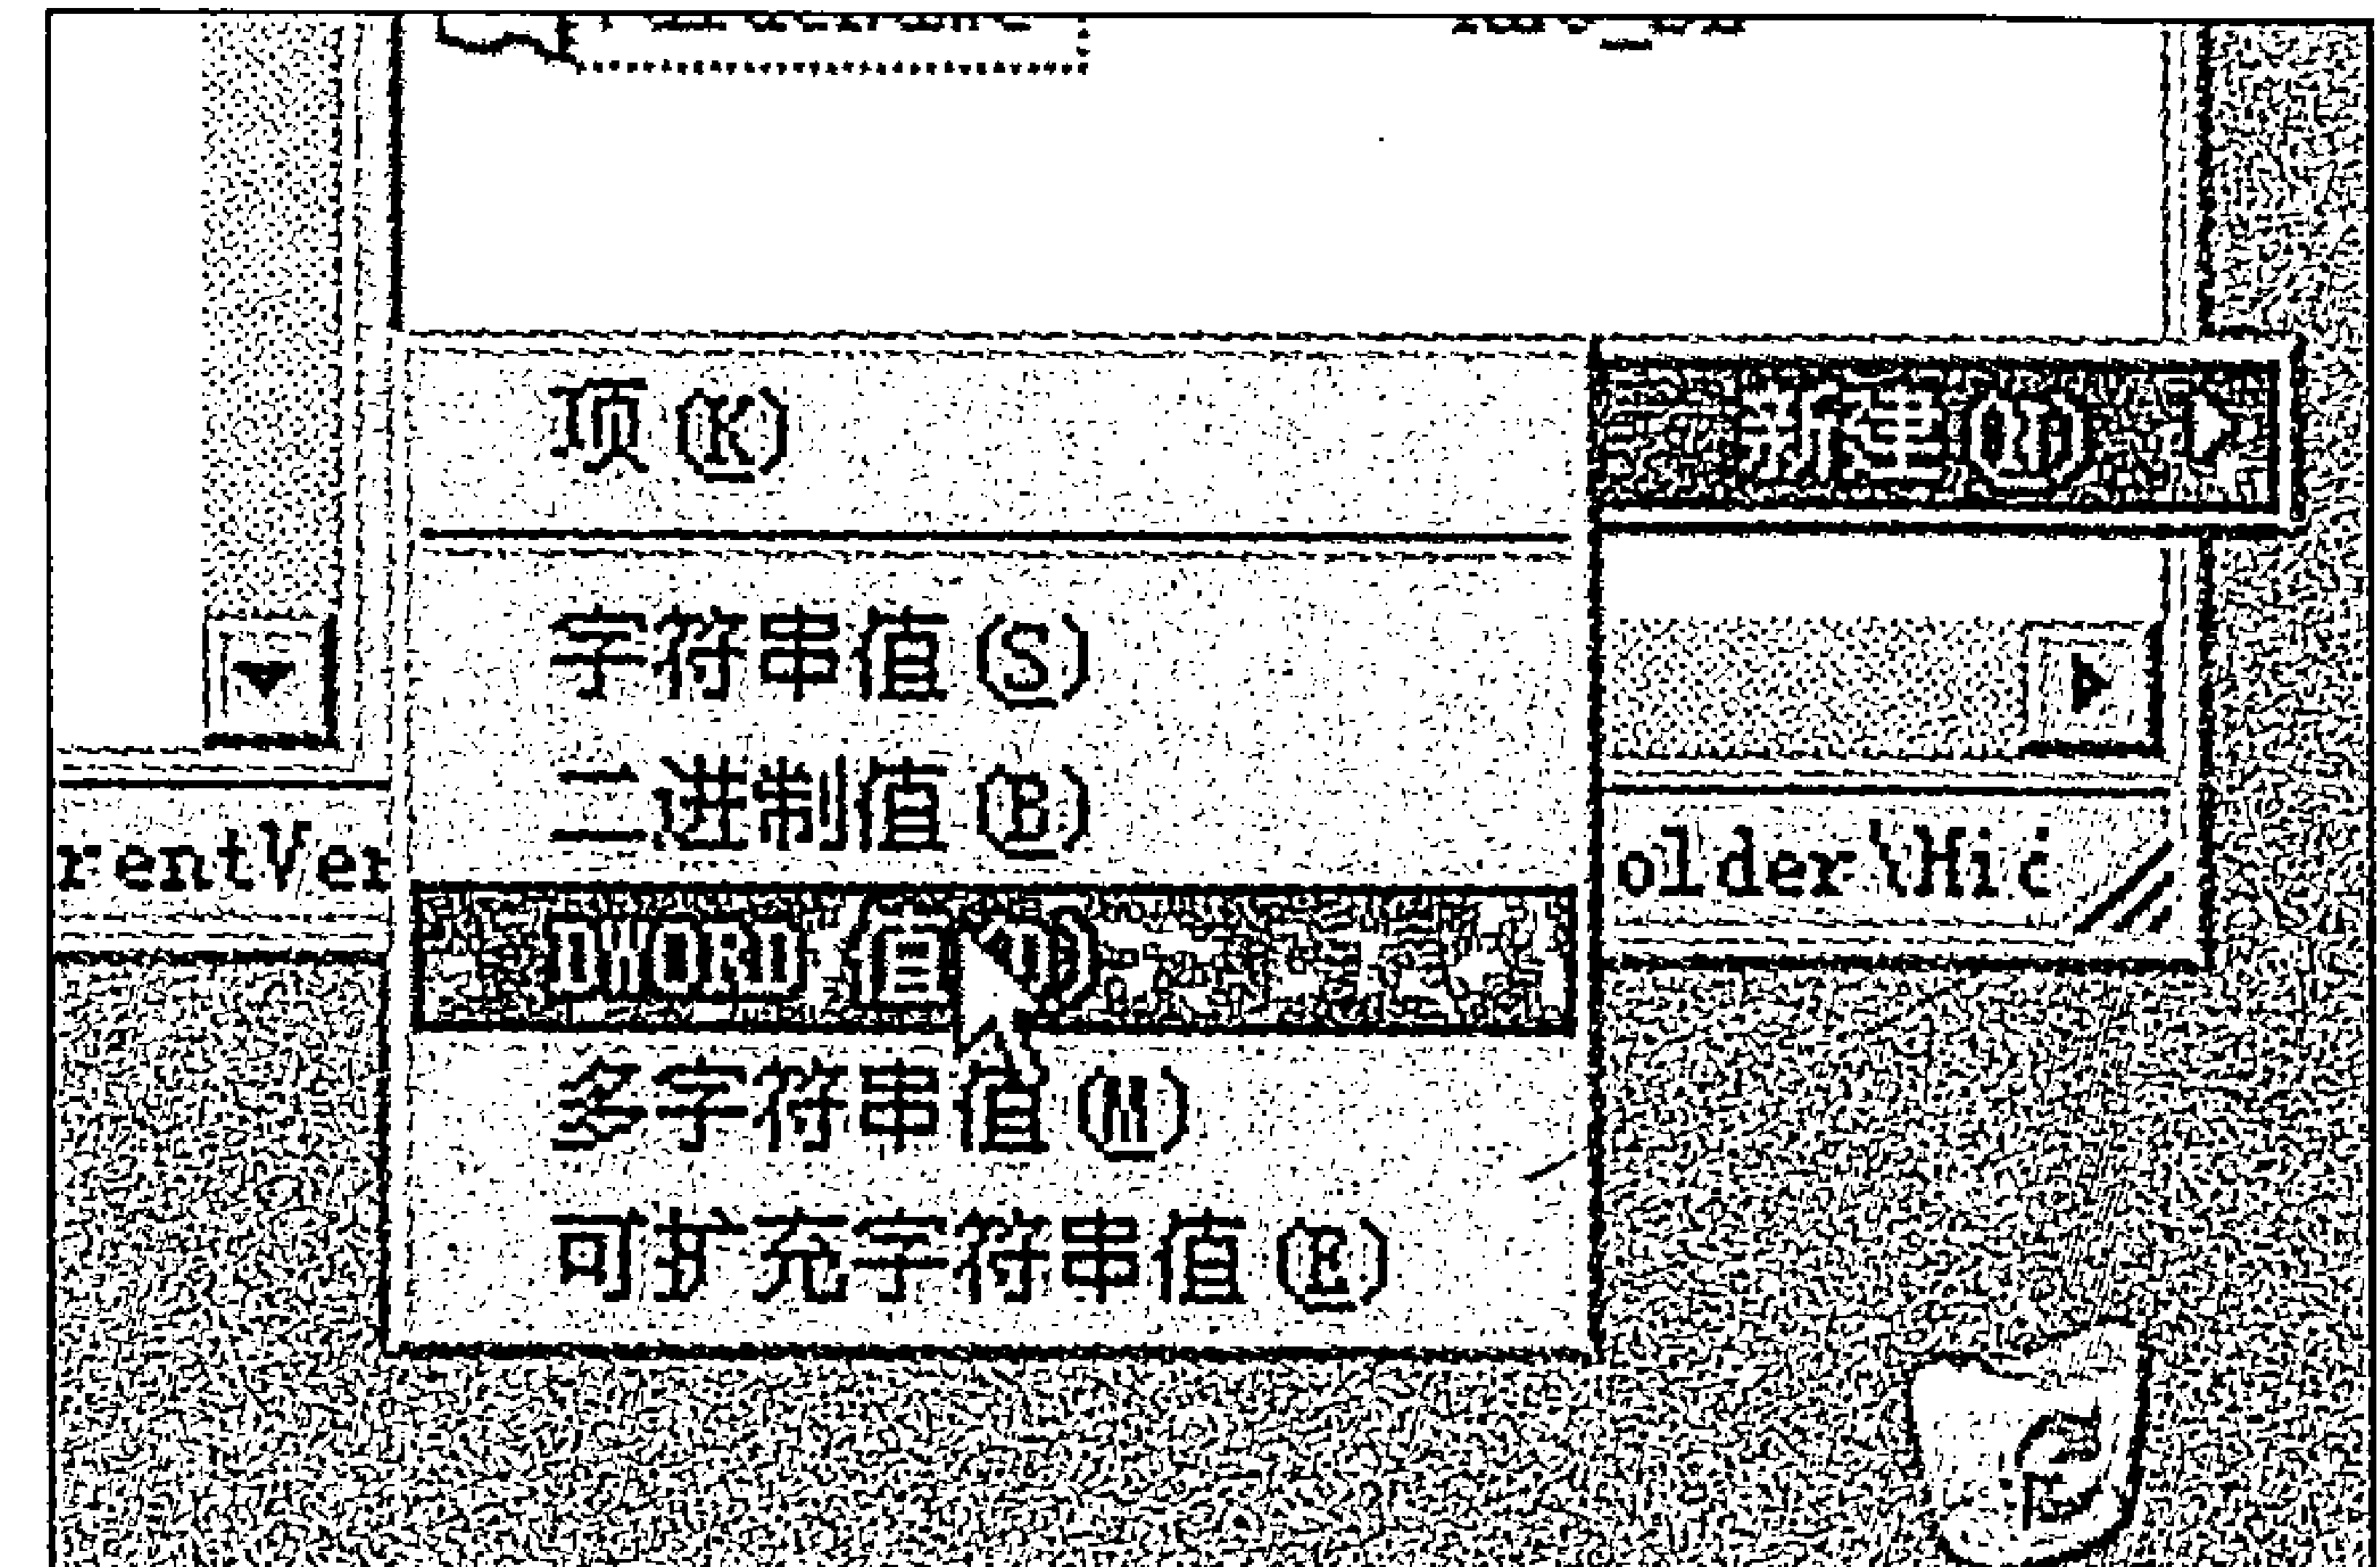 项(K)
新建(N)
字符串值(S)
二进制值(B)
rentVer
older\Hid
DWORD 值(D)
多字符串值(M)
可扩充字符串值(E)